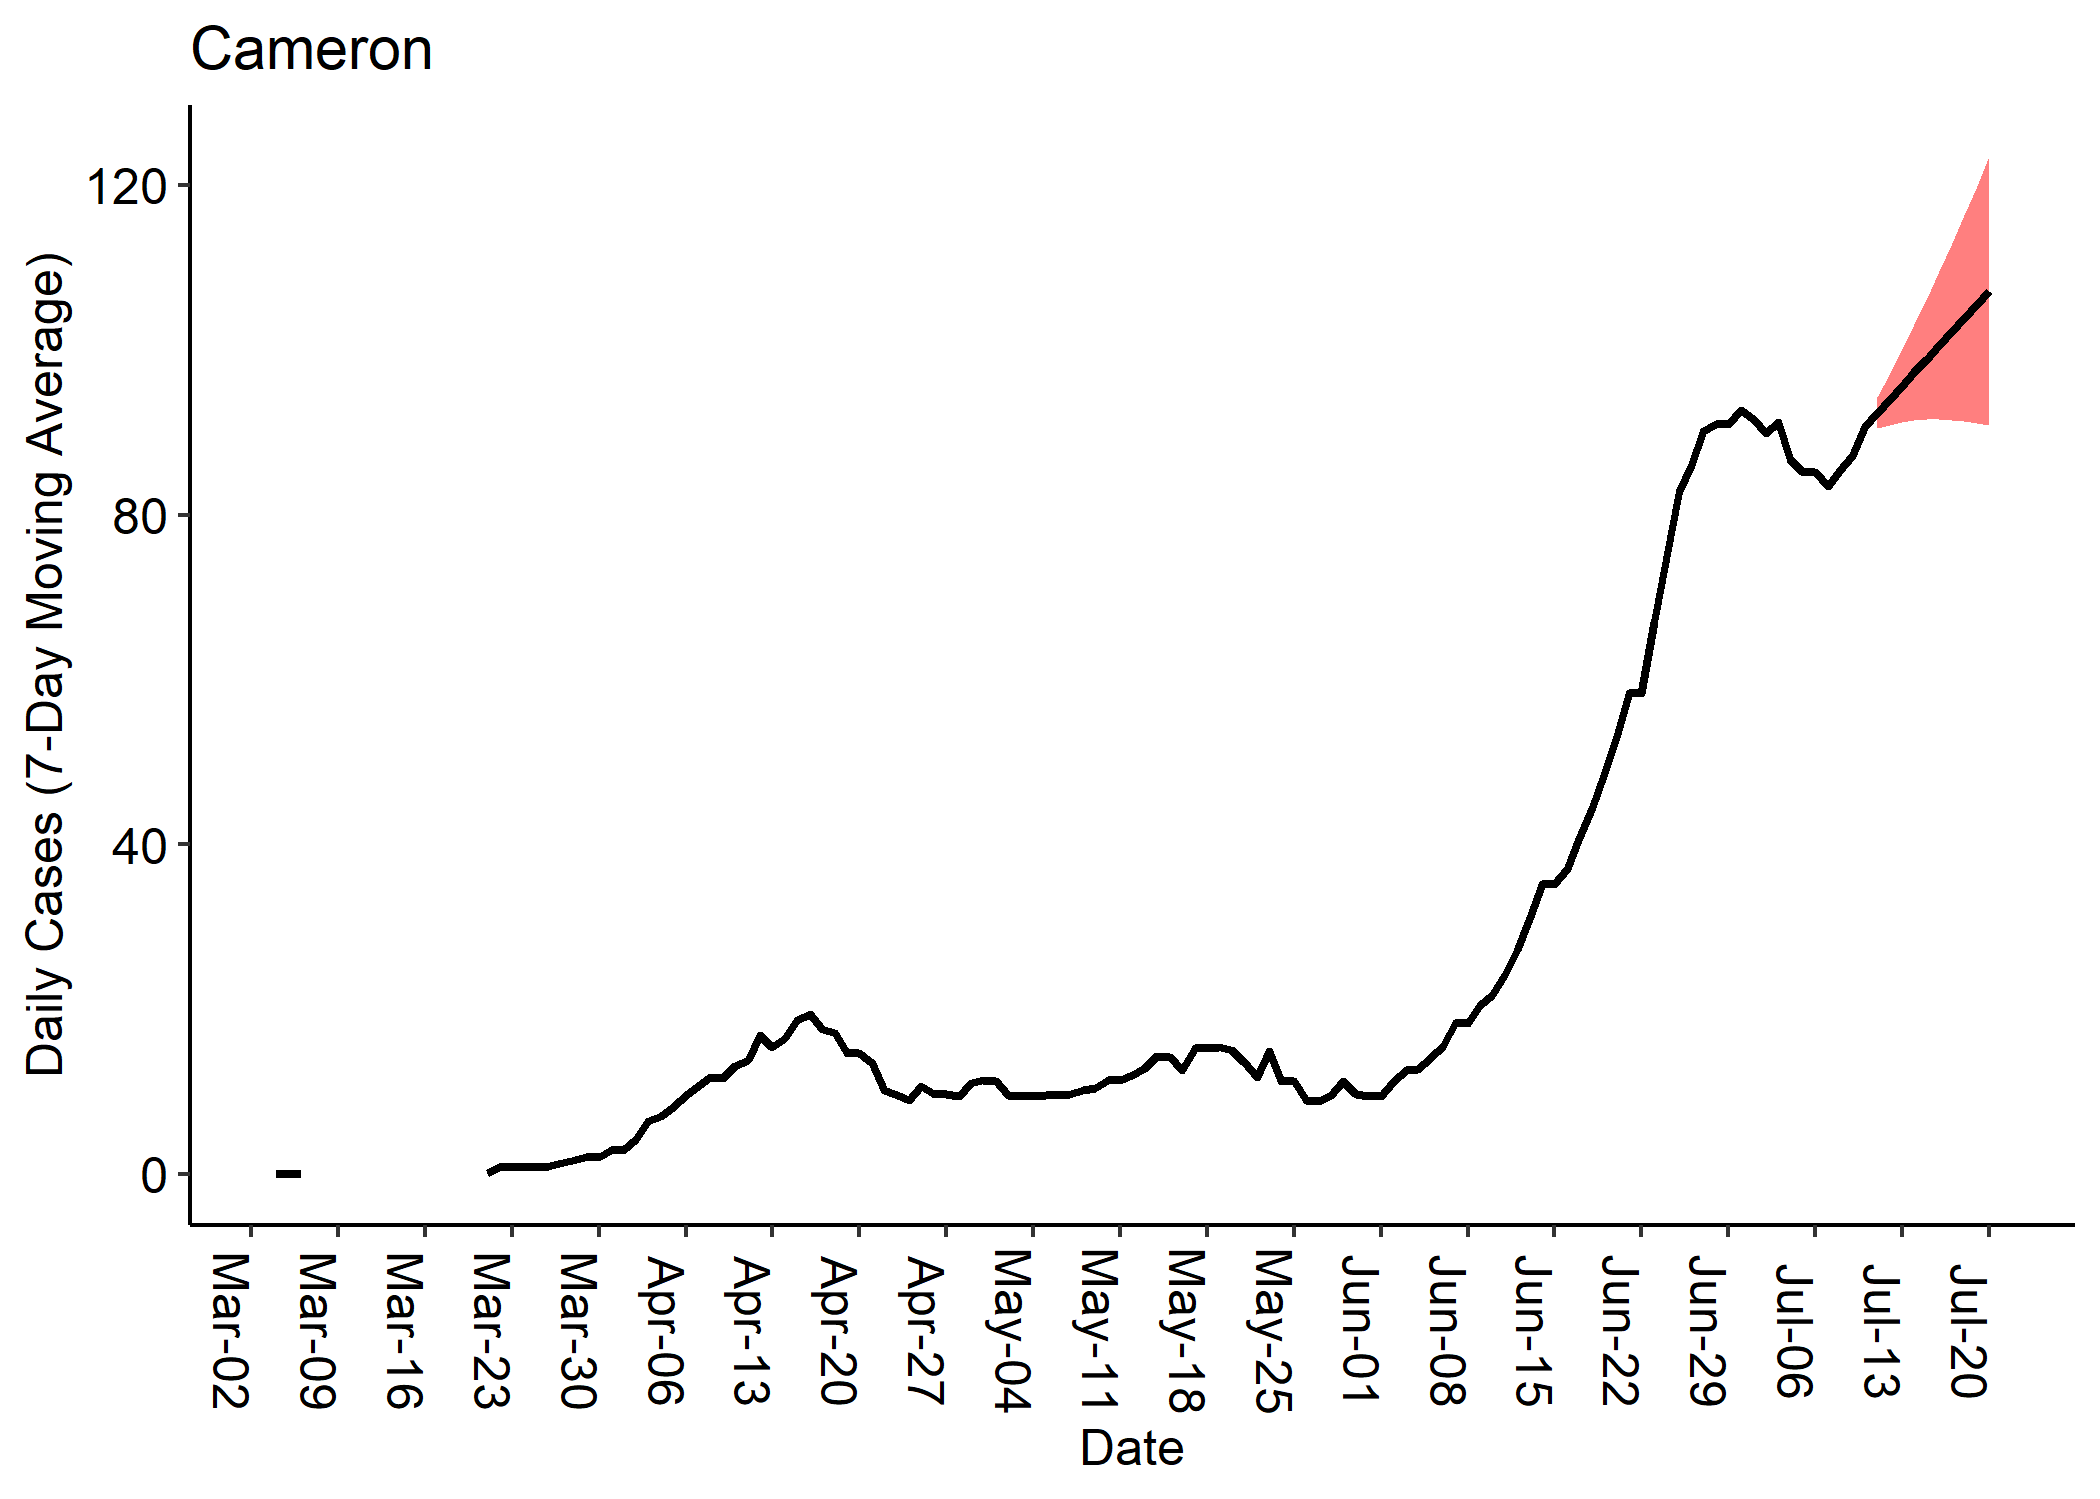 Cameron
Daily Cases (7-Day Moving Average)
120
80
40
0
Mar-02
Mar-09
Mar-16
Mar-23
Mar-30
Apr-06
Apr-13
Apr-20
Apr-27
May-04
May-11
May-18
May-25
Jun-01
Jun-08
Jun-15
Jun-22
Jun-29
Jul-06
Jul-13
Jul-20
Date